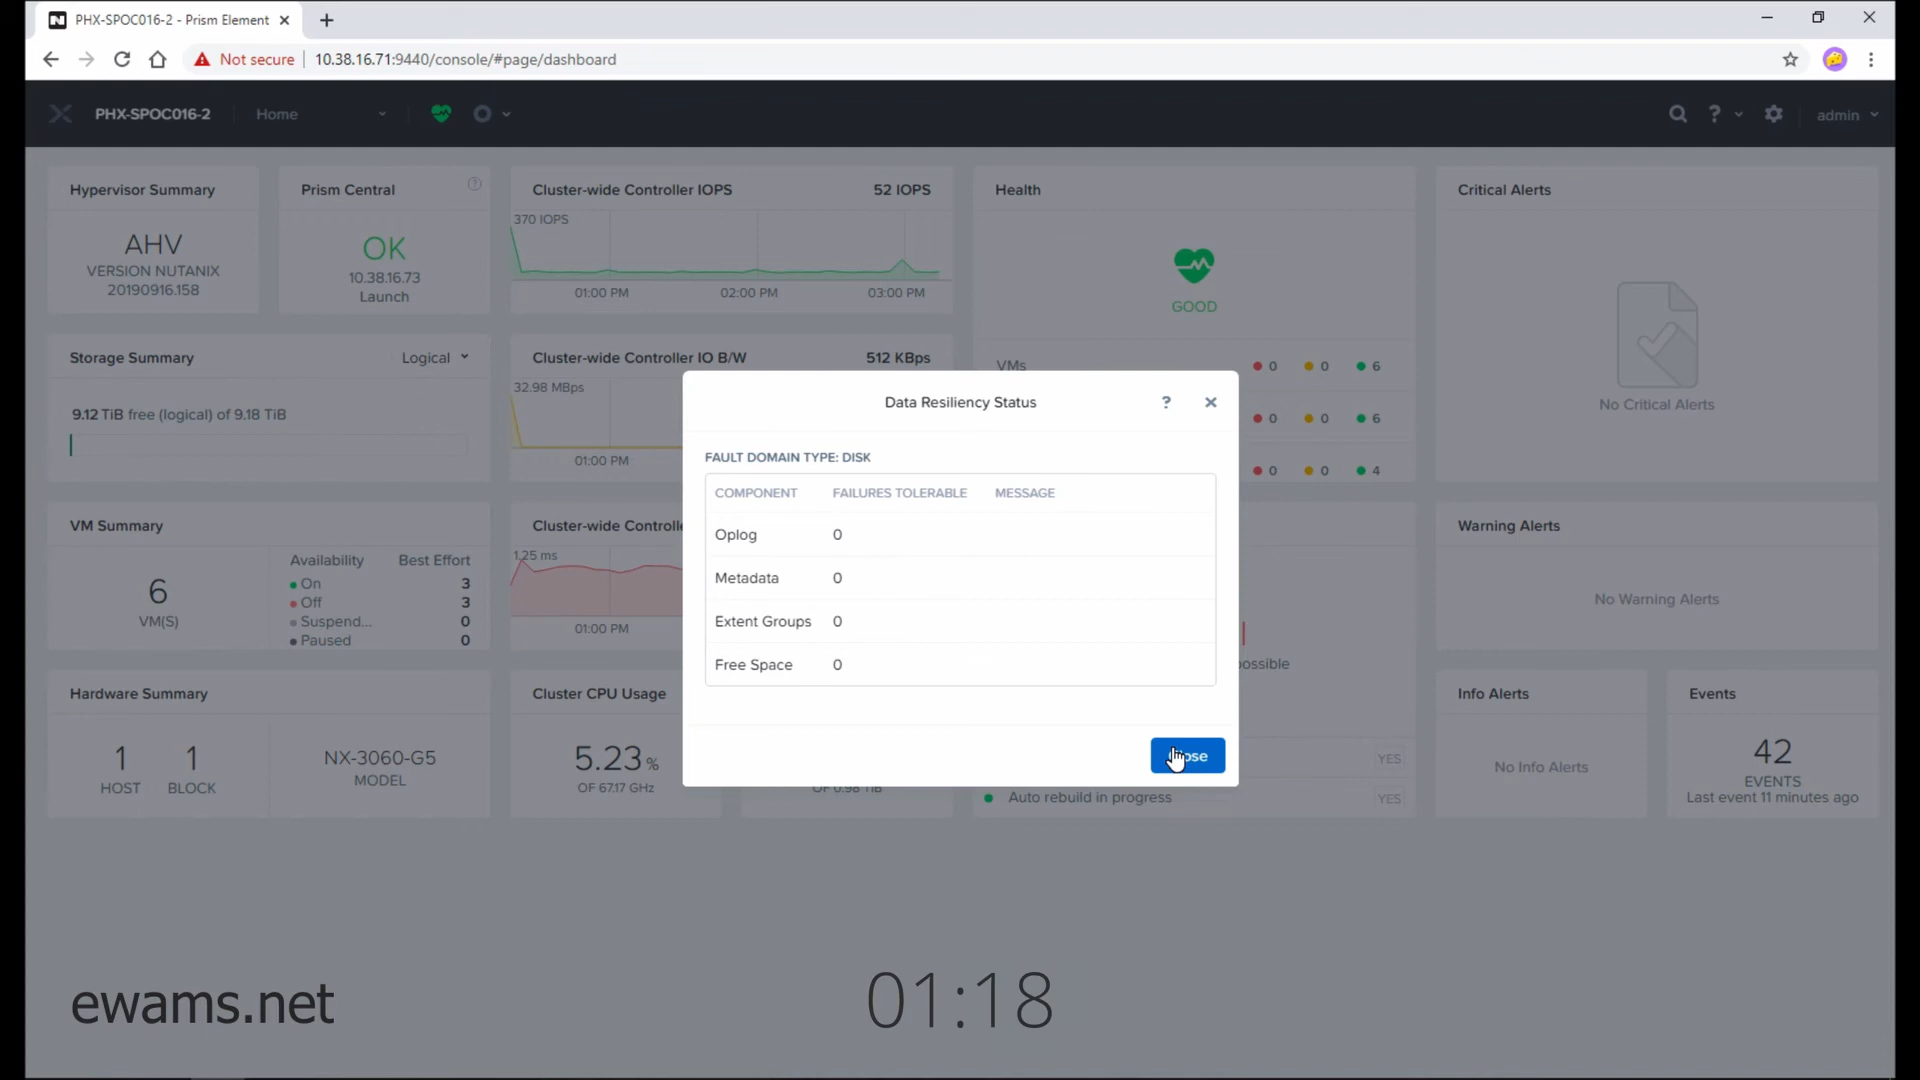 PHX-SPOC016-2 - Prism Element
Not secure
10.38.16.71:9440/console/#page/dashboard
PHX-SPOC016-2
Home
?
admin
Hypervisor Summary
AHV
VERSION NUTANIX
20190916.158
Prism Central
?
OK
10.38.16.73
Launch
Cluster-wide Controller IOPS
52 IOPS
370 IOPS
01:00 PM
02:00 PM
03:00 PM
Health
GOOD
VMs
0 0 6
0 0 6
0 0 4
Critical Alerts
No Critical Alerts
Storage Summary
Logical
9.12 TiB free (logical) of 9.18 TiB
Cluster-wide Controller IO B/W
512 KBps
32.98 MBps
01:00 PM
Data Resiliency Status
?
FAULT DOMAIN TYPE: DISK
COMPONENT FAILURES TOLERABLE MESSAGE
Oplog 0
Metadata 0
Extent Groups 0
Free Space 0
VM Summary
6
VM(S)
Availability Best Effort
On 3
Off 3
Suspend... 0
Paused 0
1.25 ms
01:00 PM
possible
Warning Alerts
No Warning Alerts
Hardware Summary
1
HOST
1
BLOCK
NX-3060-G5
MODEL
Cluster CPU Usage
5.23 %
OF 67.17 GHz
OF 0.98 TiB
YES
Auto rebuild in progress
YES
Info Alerts
No Info Alerts
Events
42
EVENTS
Last event 11 minutes ago
ewams.net
01:18